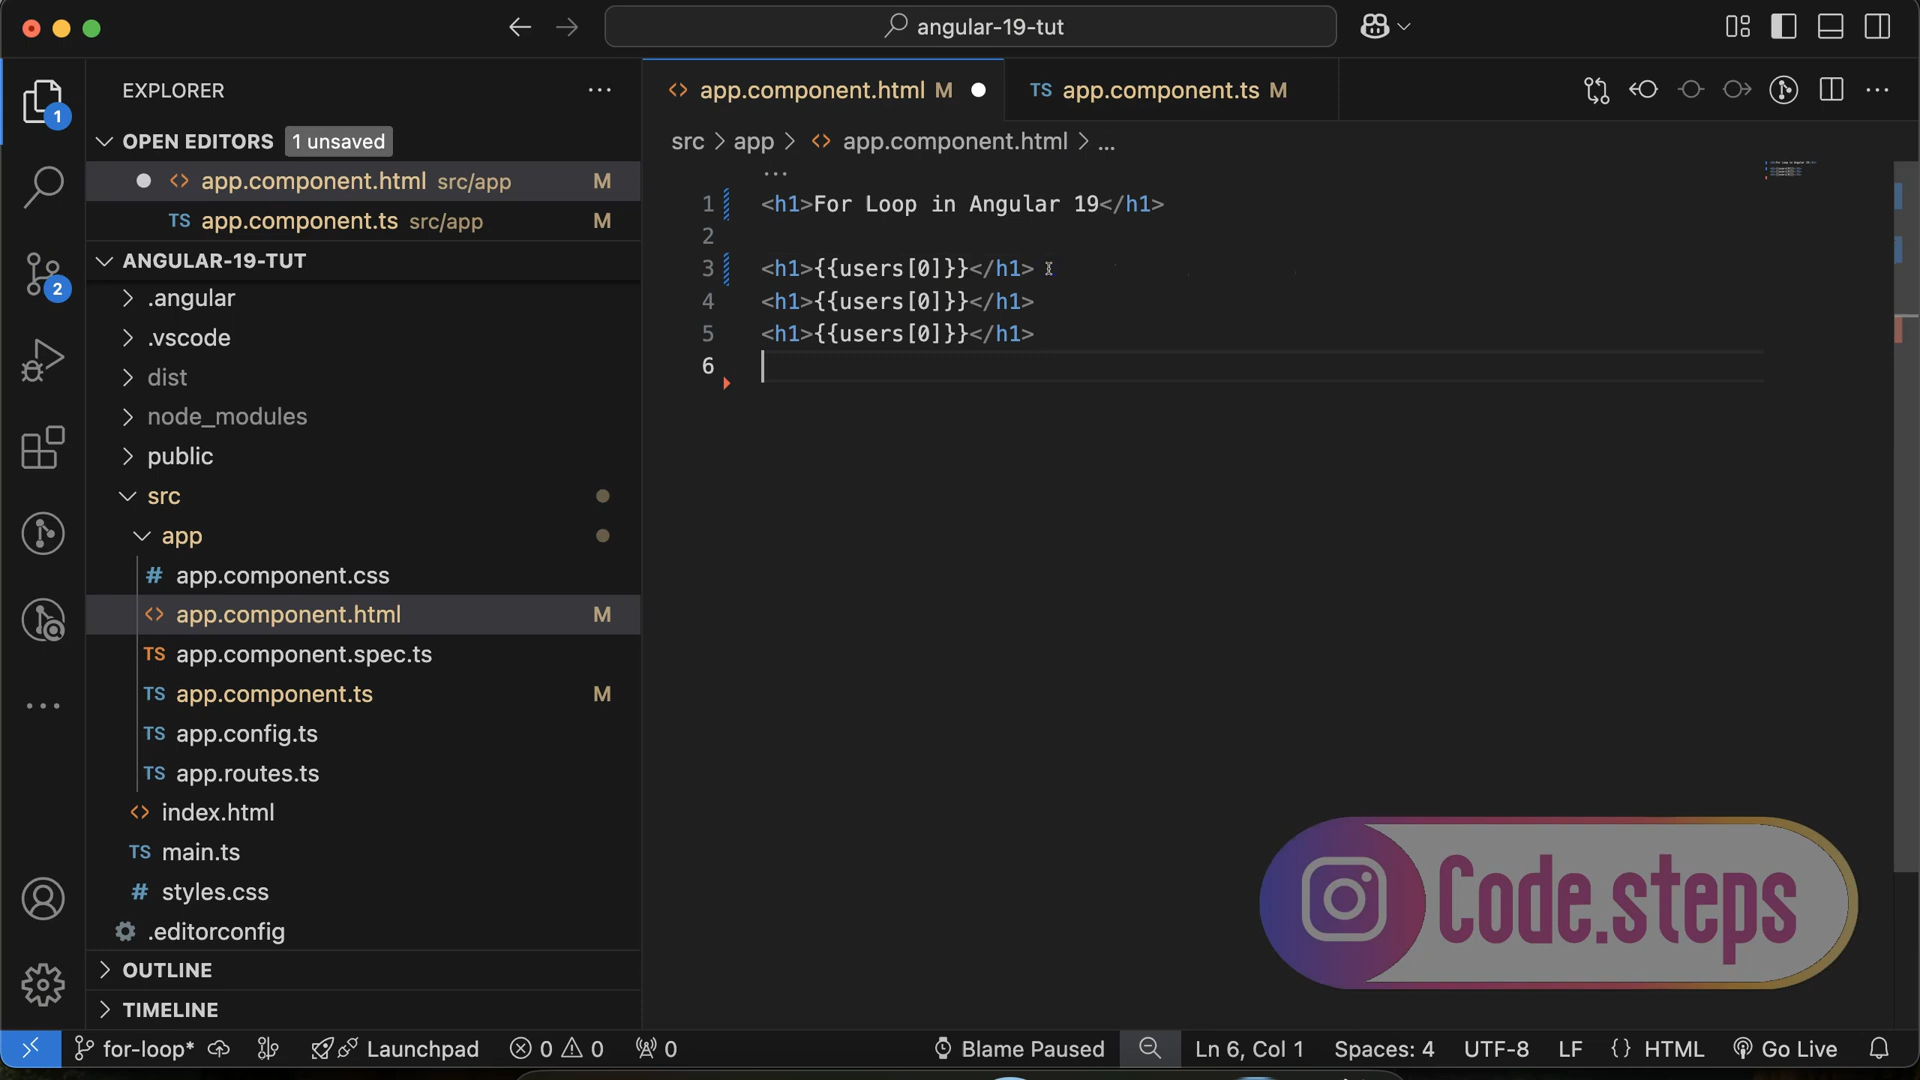 angular-19-tut
EXPLORER
OPEN EDITORS 1 unsaved
app.component.html src/app M
TS app.component.ts src/app M
ANGULAR-19-TUT
.angular
.vscode
dist
node_modules
public
src
app
# app.component.css
app.component.html M
TS app.component.spec.ts
TS app.component.ts M
TS app.config.ts
TS app.routes.ts
index.html
TS main.ts
# styles.css
.editorconfig
OUTLINE
TIMELINE
1
2
app.component.html M
TS app.component.ts M
src > app > app.component.html > ...
1 <h1>For Loop in Angular 19</h1>
2
3 <h1>{{users[0]}}</h1>
4 <h1>{{users[0]}}</h1>
5 <h1>{{users[0]}}</h1>
6
Code.steps
for-loop* Launchpad 0 0 0 Blame Paused Ln 6, Col 1 Spaces: 4 UTF-8 LF {} HTML Go Live